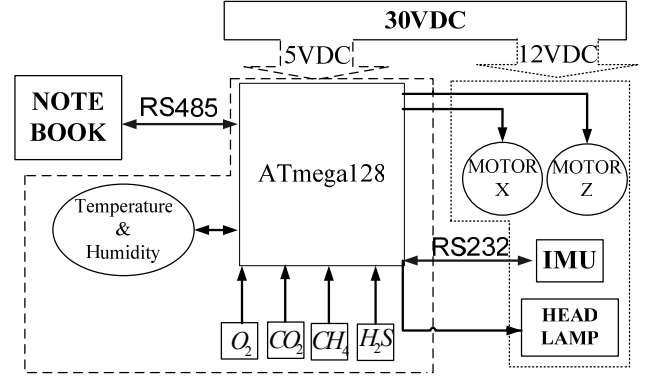 30VDC
5VDC
12VDC
NOTE
BOOK
RS485
ATmega128
MOTOR
X
MOTOR
Z
Temperature
&
Humidity
RS232
IMU
HEAD
LAMP
O₂
CO₂
CH₄
H₂S